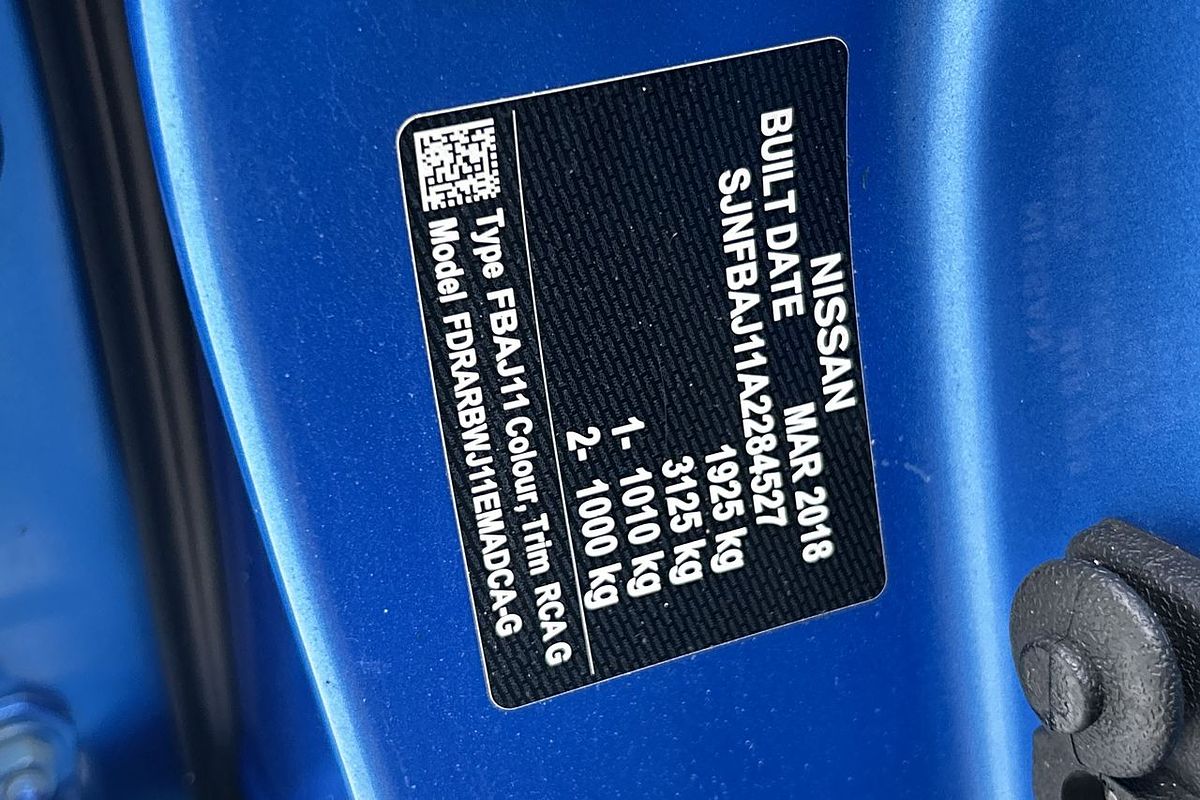 NISSAN
BUILT DATE MAR 2018
SJNFBAJ11A2284527
1925 kg
3125 kg
1- 1010 kg
2- 1000 kg
Type FBAJ11 Colour, Trim RCA G
Model FDRARBWJ11EMADCA-G